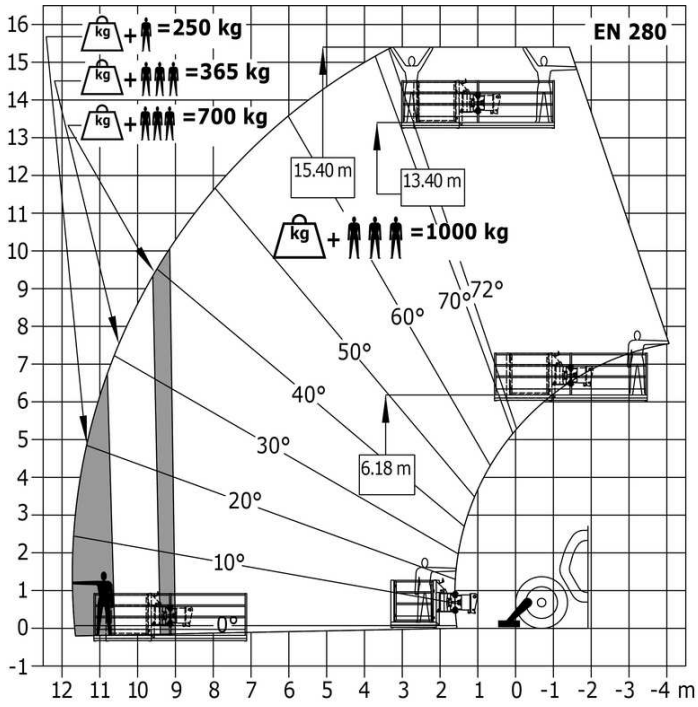 16
EN 280
kg + = 250 kg
15
kg + = 365 kg
14
kg + = 700 kg
13
12
15.40 m
13.40 m
11
kg + = 1000 kg
10
9
70° 72°
8
60°
7
50°
6
40°
5
30°
4
6.18 m
3
20°
2
10°
1
0
0°
-1
12 11 10 9 8 7 6 5 4 3 2 1 0 -1 -2 -3 -4 m